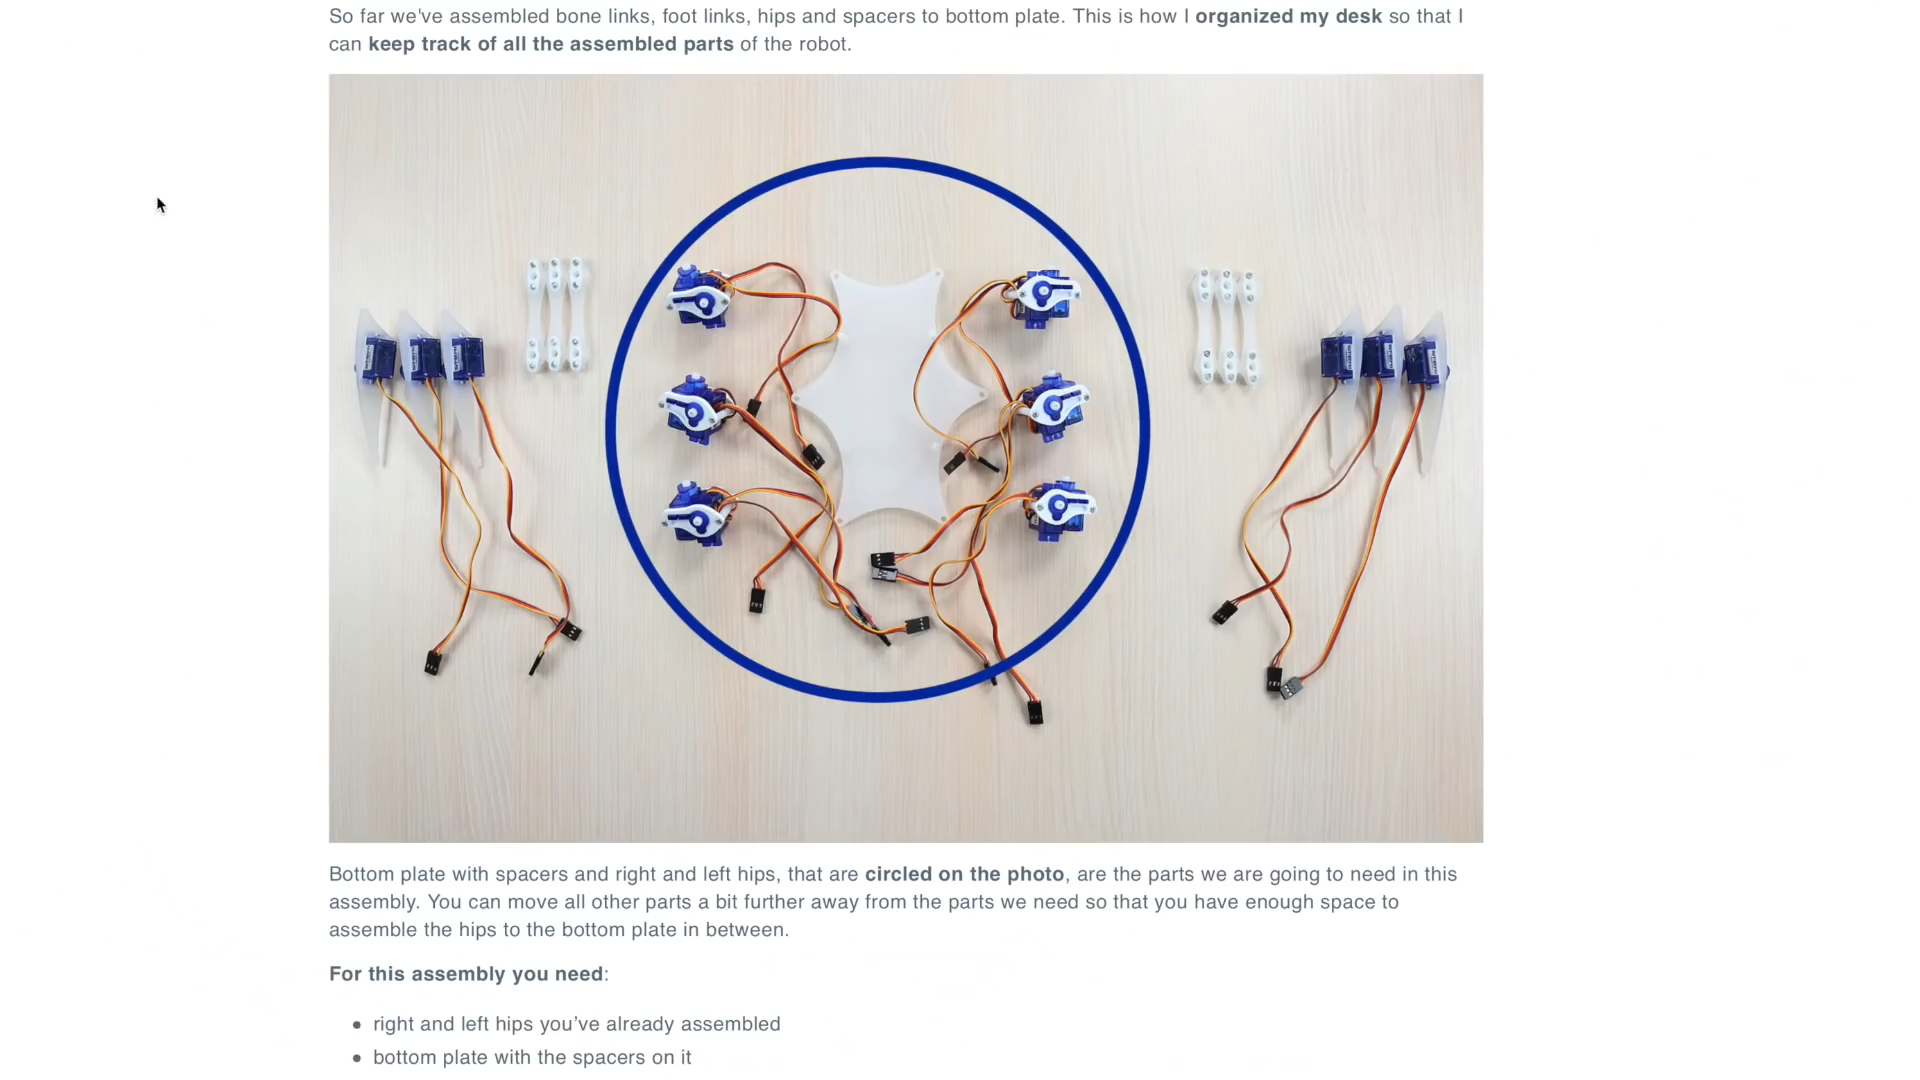 So far we've assembled bone links, foot links, hips and spacers to bottom plate. This is how I organized my desk so that I
can keep track of all the assembled parts of the robot.
Bottom plate with spacers and right and left hips, that are circled on the photo, are the parts we are going to need in this
assembly. You can move all other parts a bit further away from the parts we need so that you have enough space to
assemble the hips to the bottom plate in between.
For this assembly you need:
• right and left hips you’ve already assembled
• bottom plate with the spacers on it